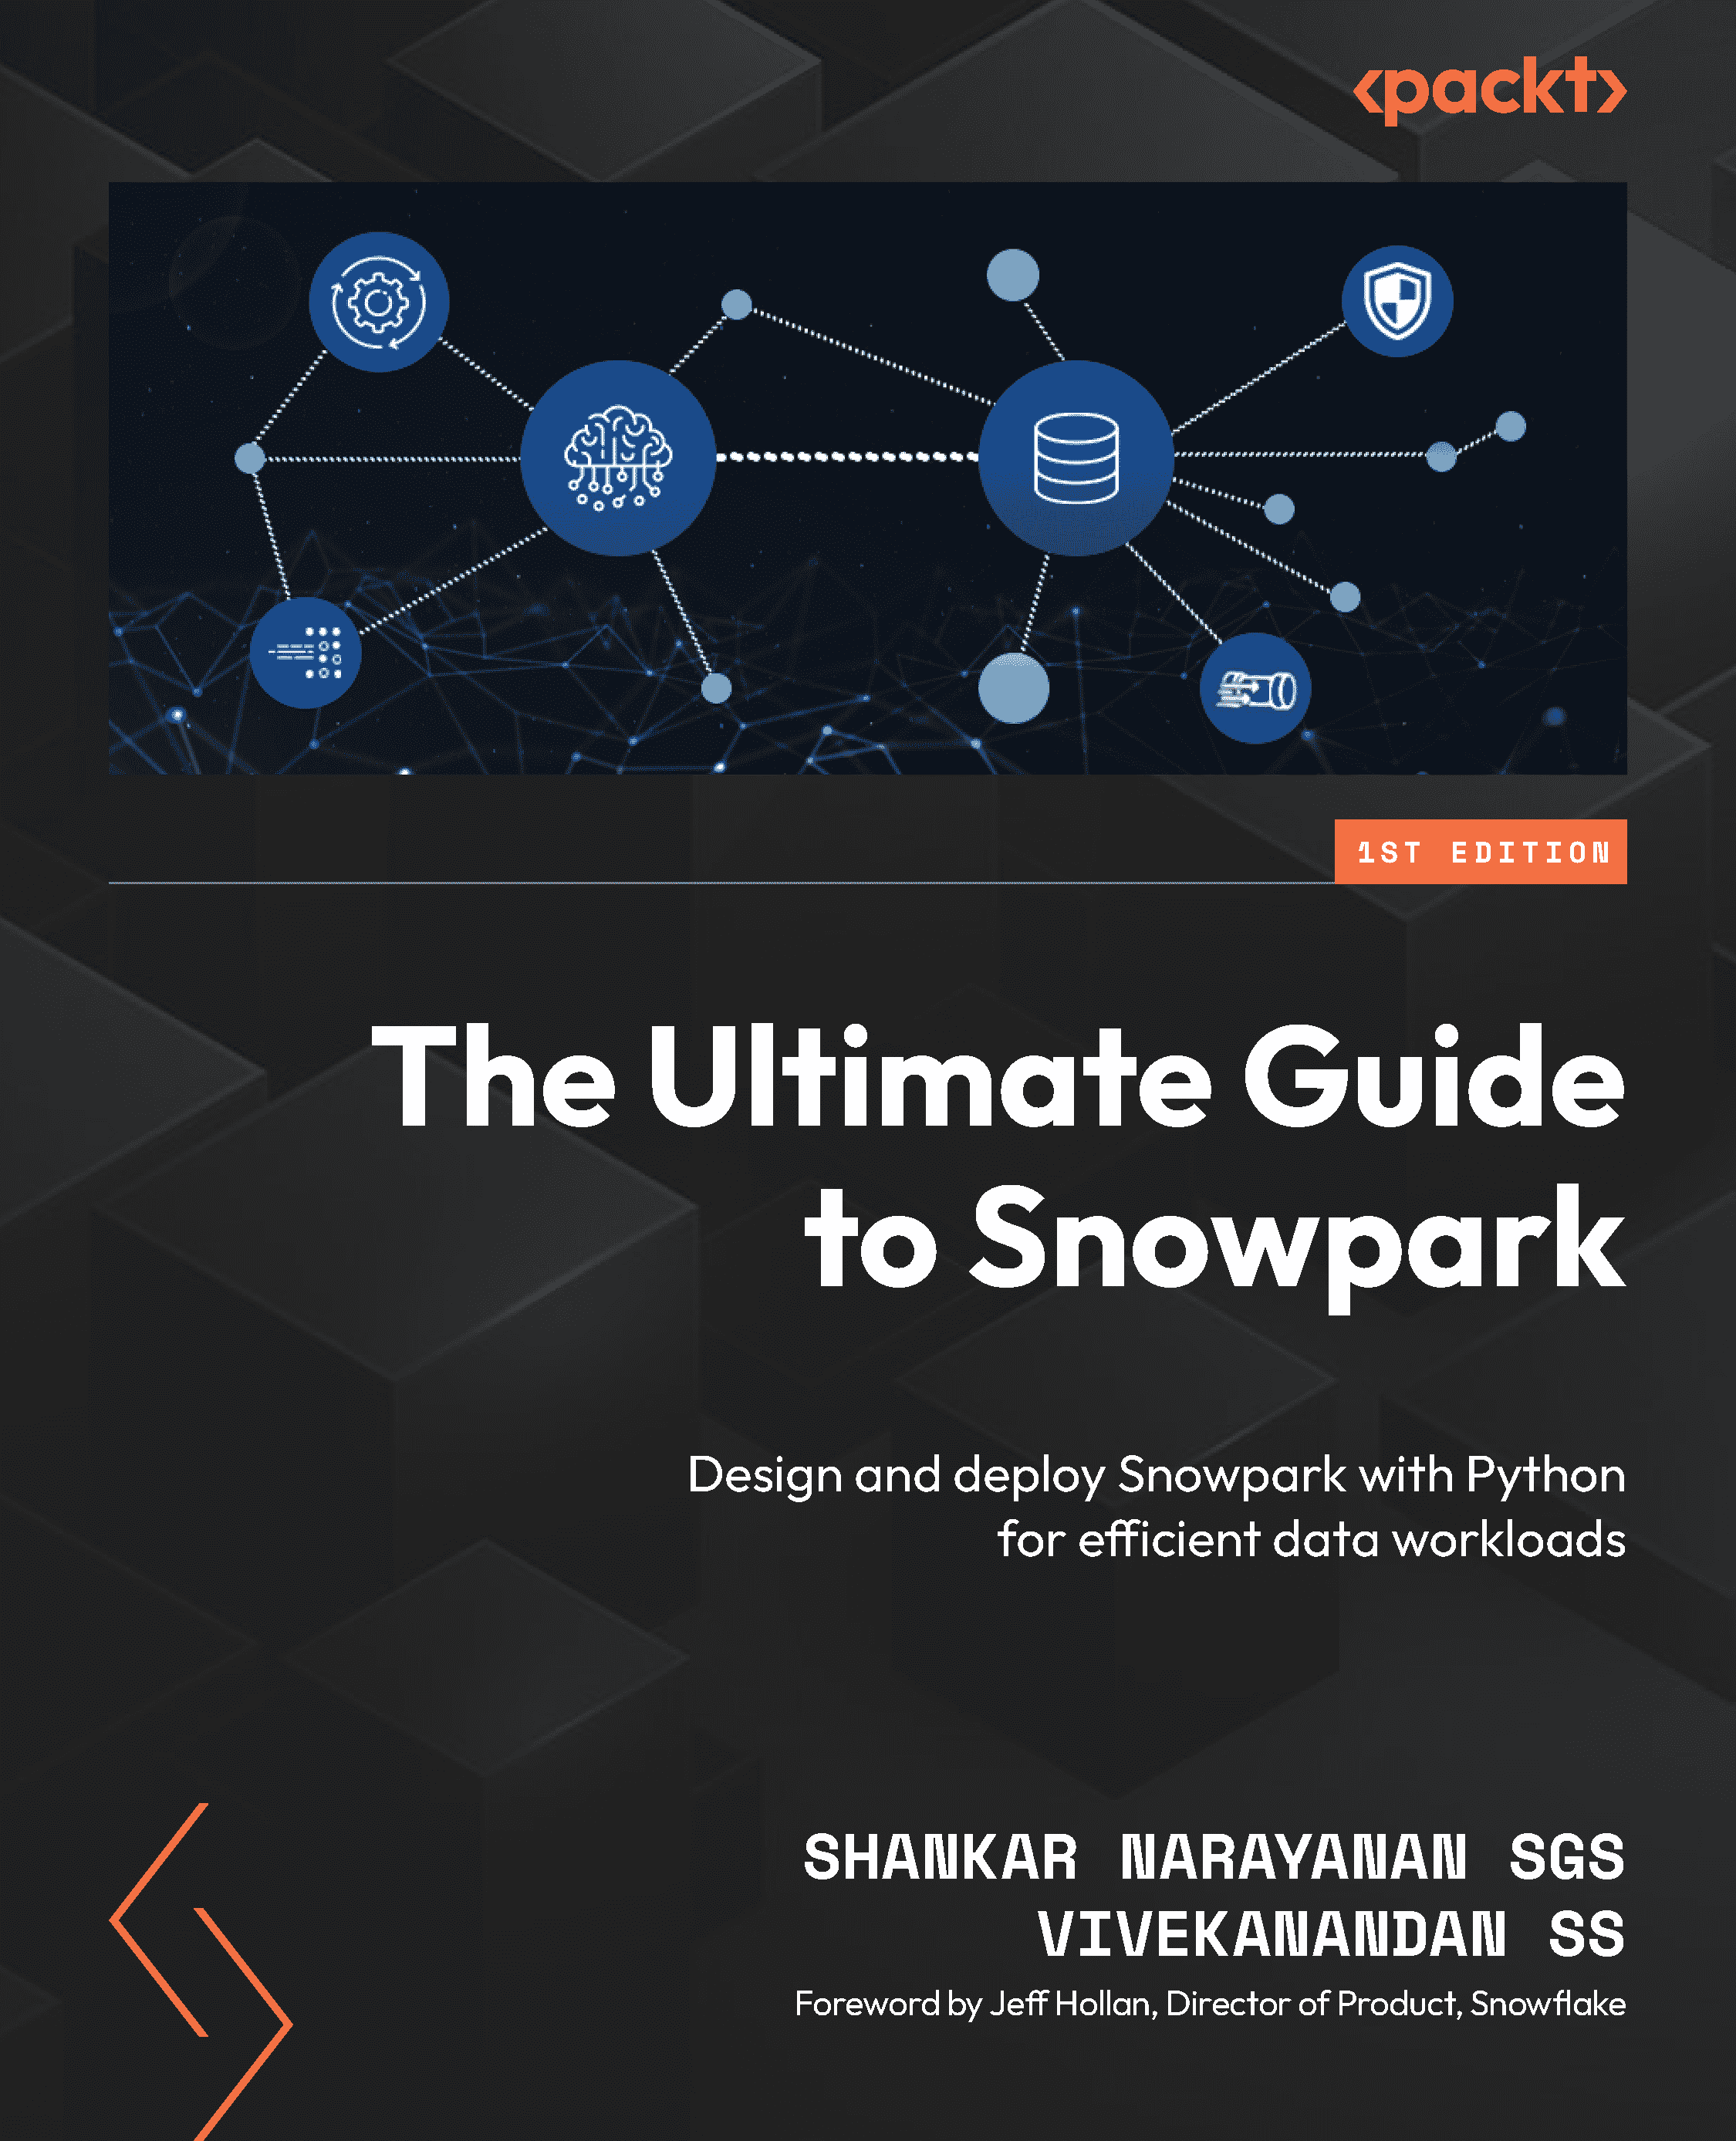 <packt>
1ST EDITION
The Ultimate Guide
to Snowpark
Design and deploy Snowpark with Python
for efficient data workloads
SHANKAR NARAYANAN SGS
VIVEKANANDAN SS
Foreword by Jeff Hollan, Director of Product, Snowflake